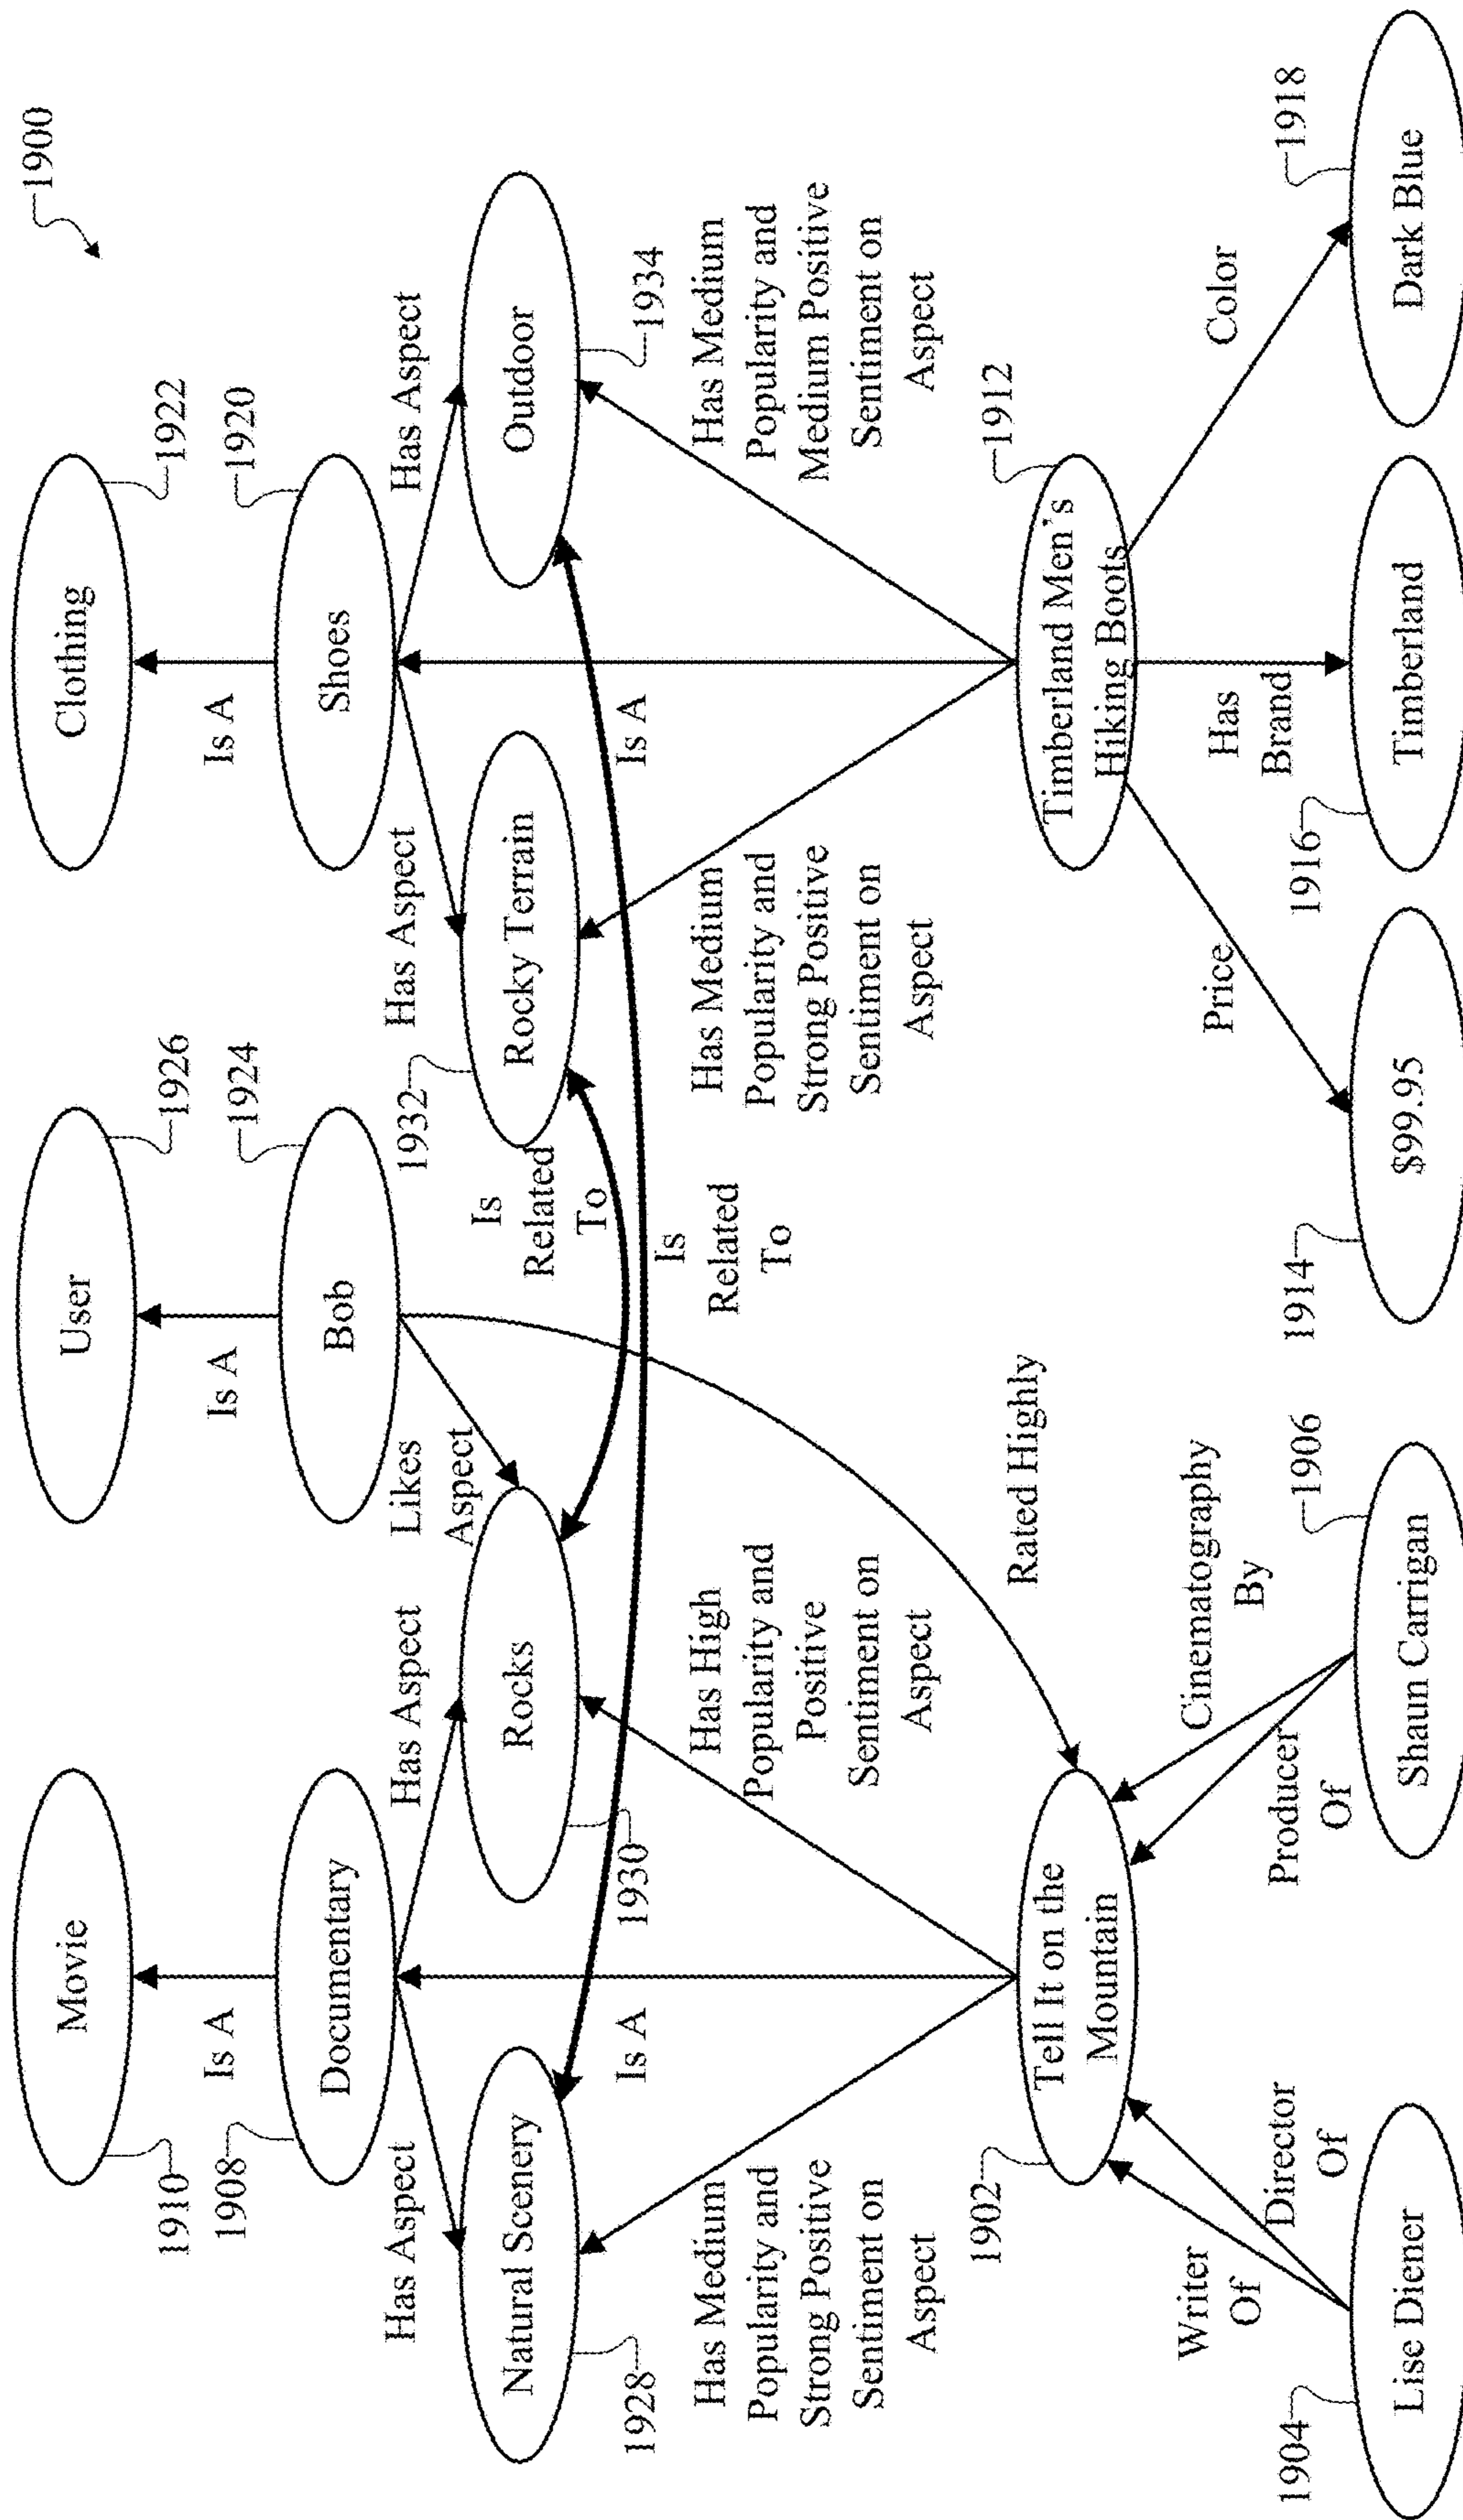 1900
Movie
User
Clothing
1910
Is A
Is A
1926
Is A
1922
1908
Documentary
Bob
1924
Shoes
1920
Has Aspect
Has Aspect
Likes
Aspect
1932
Has Aspect
Has Aspect
Natural Scenery
Rocks
Is
Related
To
Rocky Terrain
Outdoor
1928
Is A
1930
Is
Related
To
Is A
1934
Has Medium
Popularity and
Strong Positive
Sentiment on
Aspect
Has High
Popularity and
Positive
Sentiment on
Aspect
Has Medium
Popularity and
Strong Positive
Sentiment on
Aspect
Has Medium
Popularity and
Medium Positive
Sentiment on
Aspect
1902
Tell It on the
Mountain
Rated Highly
Timberland Men's
Hiking Boots
1912
Writer
Of
Director
Of
Producer
Of
Cinematography
By
Price
Has
Brand
Color
1904
1906
1914
1916
1918
Lise Diener
Shaun Carrigan
$99.95
Timberland
Dark Blue